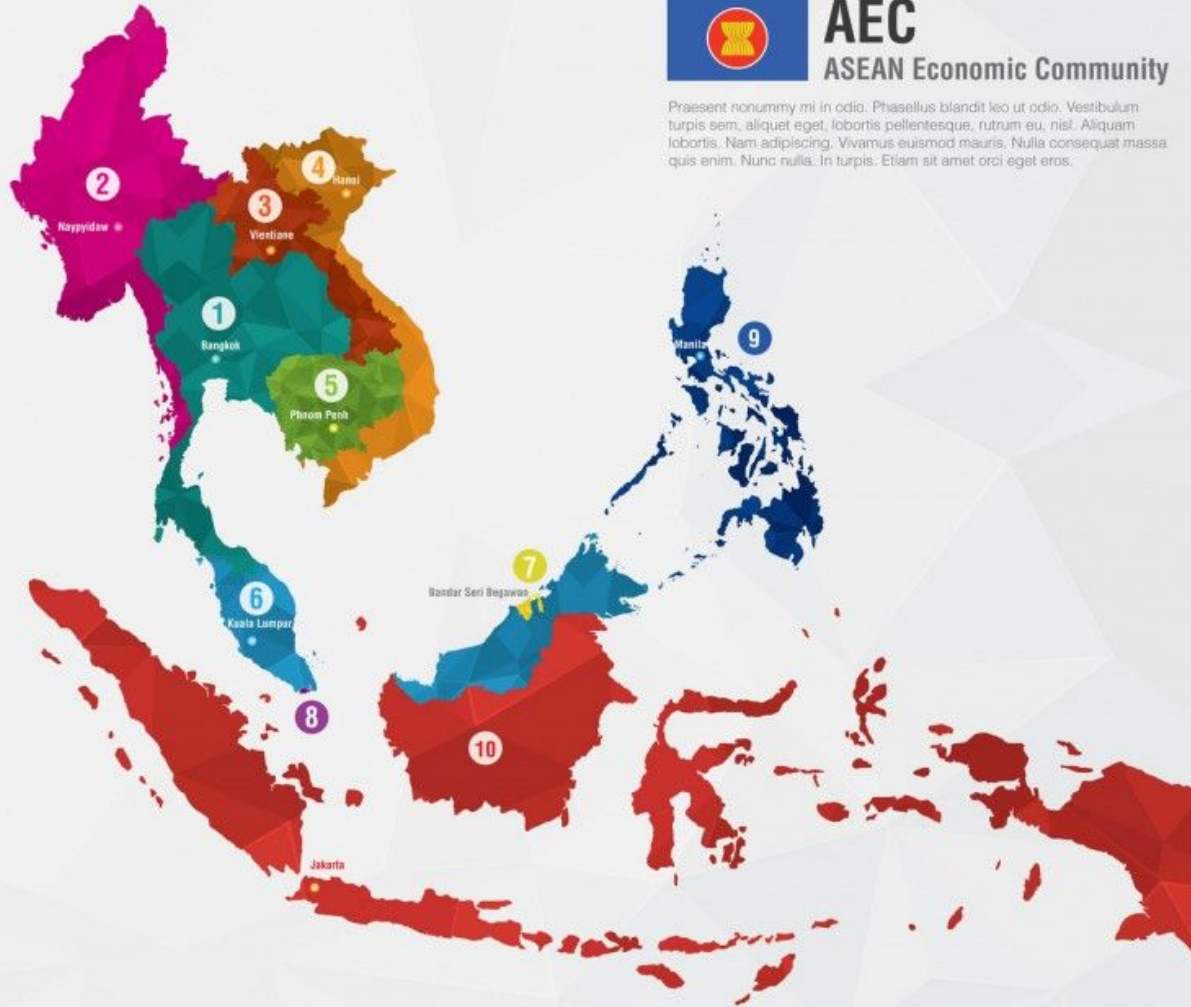 AEC
ASEAN Economic Community
Praesent nonummy mi in odio. Phasellus blandit leo ut odio. Vestibulum
turpis sem, aliquet eget, lobortis pellentesque, rutrum eu, nisl. Aliquam
lobortis. Nam adipiscing. Vivamus euismod mauris. Nulla consequat massa
quis enim. Nunc nulla. In turpis. Etiam sit amet orci eget eros.
4
Hanoi
2
3
Naypyidaw
Vientiane
1
Bangkok
9
Manila
5
Phnom Penh
7
Bandar Seri Begawan
6
Kuala Lumpur
8
10
Jakarta